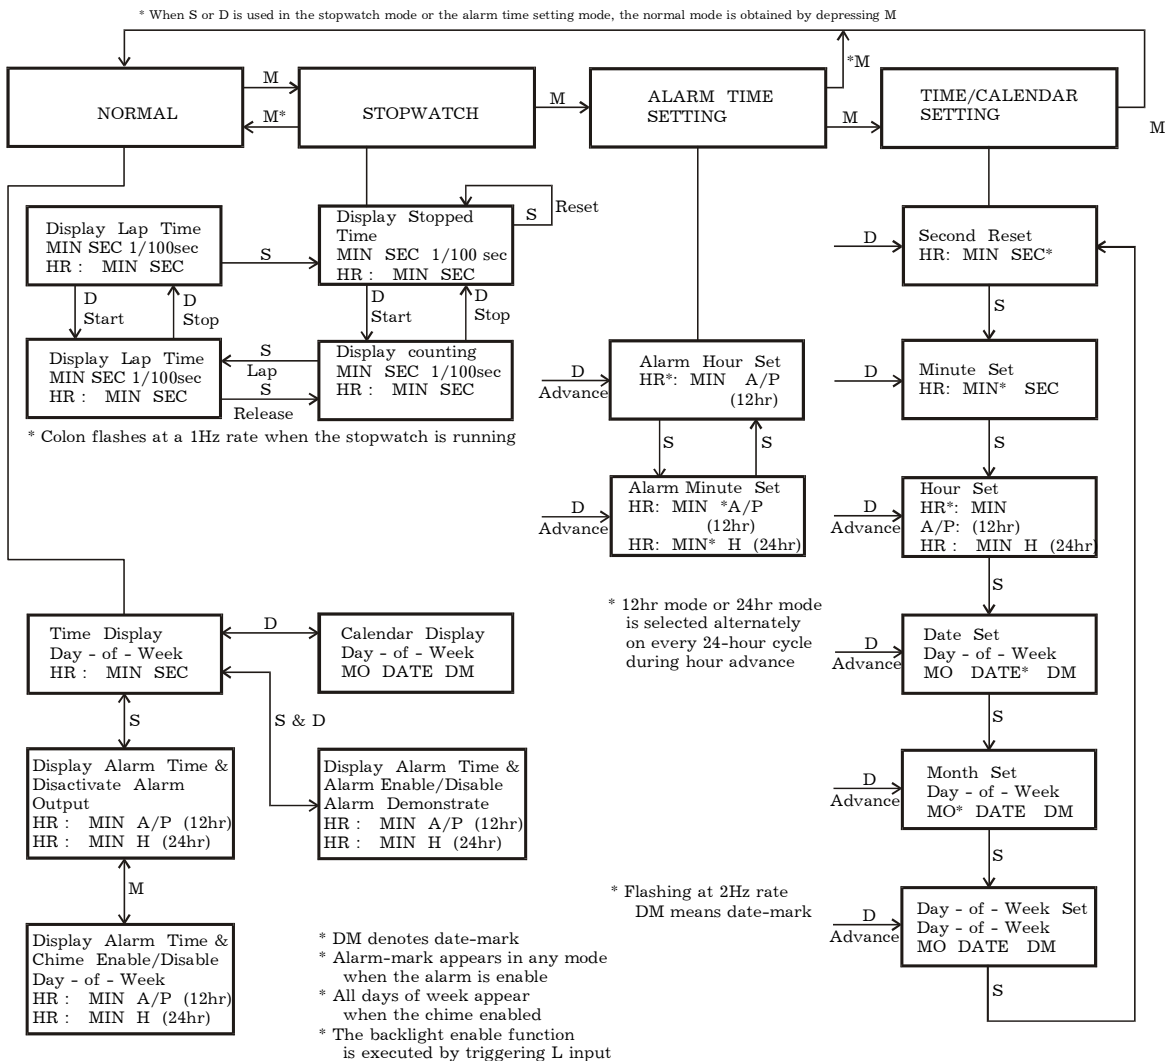 * When S or D is used in the stopwatch mode or the alarm time setting mode, the normal mode is obtained by depressing M
NORMAL
M
M*
STOPWATCH
M
ALARM TIME
SETTING
*M
M
TIME/CALENDAR
SETTING
M
Display Lap Time
MIN SEC 1/100sec
HR : MIN SEC
S
Display Stopped
Time
MIN SEC 1/100 sec
HR : MIN SEC
S
Reset
D
Start
D
Stop
D
Start
D
Stop
Display Lap Time
MIN SEC 1/100sec
HR : MIN SEC
S
Lap
S
Release
Display counting
MIN SEC 1/100sec
HR : MIN SEC
* Colon flashes at a 1Hz rate when the stopwatch is running
D
Advance
Alarm Hour Set
HR*: MIN A/P
(12hr)
S
S
D
Advance
Alarm Minute Set
HR: MIN *A/P
(12hr)
HR: MIN* H (24hr)
* 12hr mode or 24hr mode
is selected alternately
on every 24-hour cycle
during hour advance
D
Second Reset
HR: MIN SEC*
S
D
Minute Set
HR: MIN* SEC
S
D
Advance
Hour Set
HR*: MIN
A/P: (12hr)
HR : MIN H (24hr)
S
D
Advance
Date Set
Day - of - Week
MO DATE* DM
S
D
Advance
Month Set
Day - of - Week
MO* DATE DM
S
* Flashing at 2Hz rate
DM means date-mark
D
Advance
Day - of - Week Set
Day - of - Week
MO DATE DM
S
Time Display
Day - of - Week
HR : MIN SEC
D
Calendar Display
Day - of - Week
MO DATE DM
S
S & D
Display Alarm Time &
Disactivate Alarm
Output
HR : MIN A/P (12hr)
HR : MIN H (24hr)
Display Alarm Time &
Alarm Enable/Disable
Alarm Demonstrate
HR : MIN A/P (12hr)
HR : MIN H (24hr)
M
Display Alarm Time &
Chime Enable/Disable
Day - of - Week
HR : MIN A/P (12hr)
HR : MIN H (24hr)
* DM denotes date-mark
* Alarm-mark appears in any mode
when the alarm is enable
* All days of week appear
when the chime enabled
* The backlight enable function
is executed by triggering L input